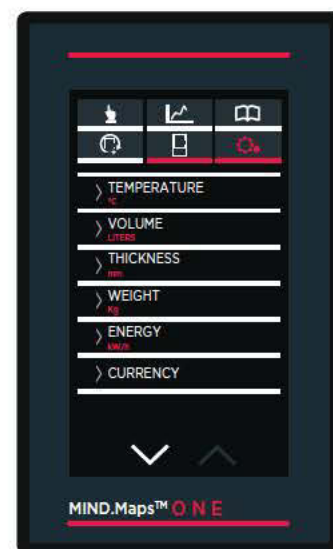 TEMPERATURE
°C
VOLUME
LITERS
THICKNESS
mm
WEIGHT
Kg
ENERGY
kW/h
CURRENCY
MIND.Maps™ ONE